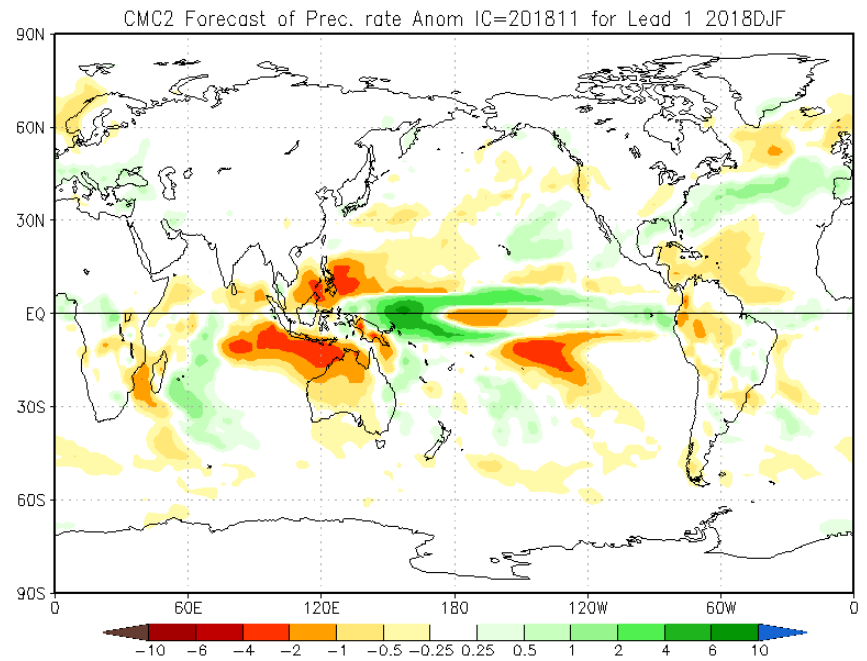 CMC2 Forecast of Prec. rate Anom IC=201811 for Lead 1 2018DJF
90N
60N
30N
EQ
30S
60S
90S
0 60E 120E 180 120W 60W 0
-10 -6 -4 -2 -1 -0.5 -0.25 0.25 0.5 1 2 4 6 10